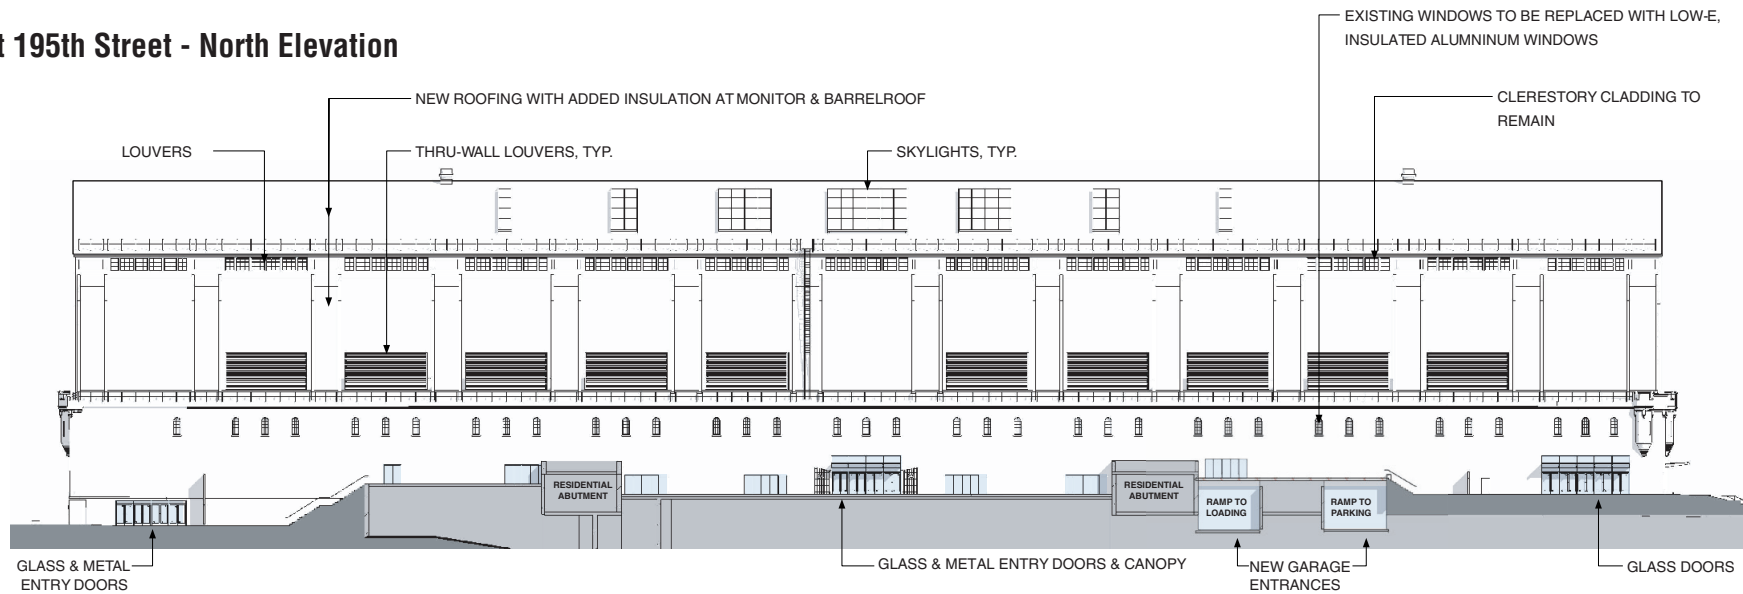 t 195th Street - North Elevation
EXISTING WINDOWS TO BE REPLACED WITH LOW-E,
INSULATED ALUMNINUM WINDOWS
NEW ROOFING WITH ADDED INSULATION AT MONITOR & BARRELROOF
CLERESTORY CLADDING TO
REMAIN
LOUVERS
THRU-WALL LOUVERS, TYP.
SKYLIGHTS, TYP.
RESIDENTIAL
ABUTMENT
RESIDENTIAL
ABUTMENT
RAMP TO
LOADING
RAMP TO
PARKING
GLASS & METAL
ENTRY DOORS
GLASS & METAL ENTRY DOORS & CANOPY
NEW GARAGE
ENTRANCES
GLASS DOORS